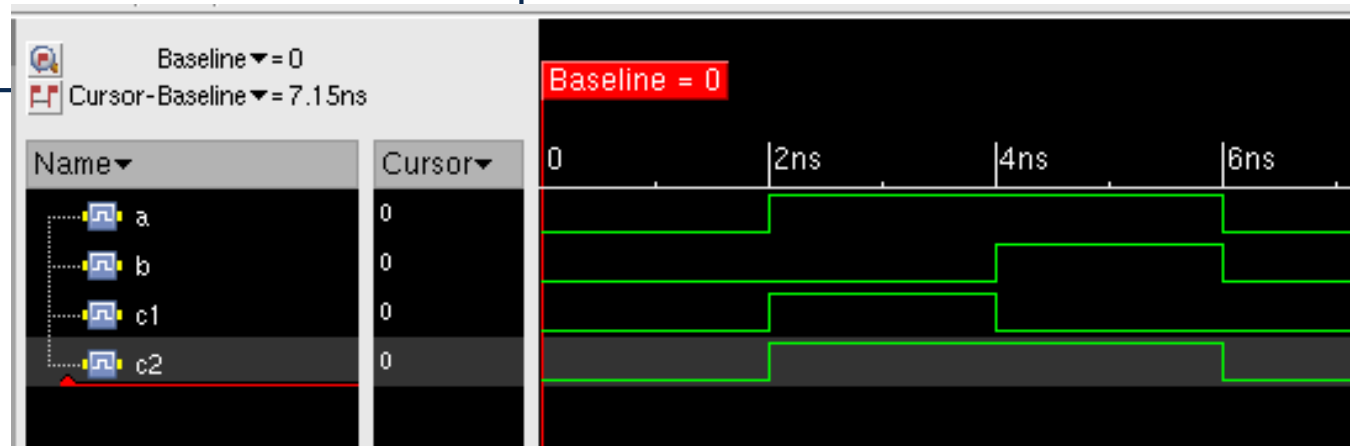 Baseline▾= 0
Cursor-Baseline▾= 7.15ns
Baseline = 0
Name▾ Cursor▾ 0 2ns 4ns 6ns
a 0
b 0
c1 0
c2 0